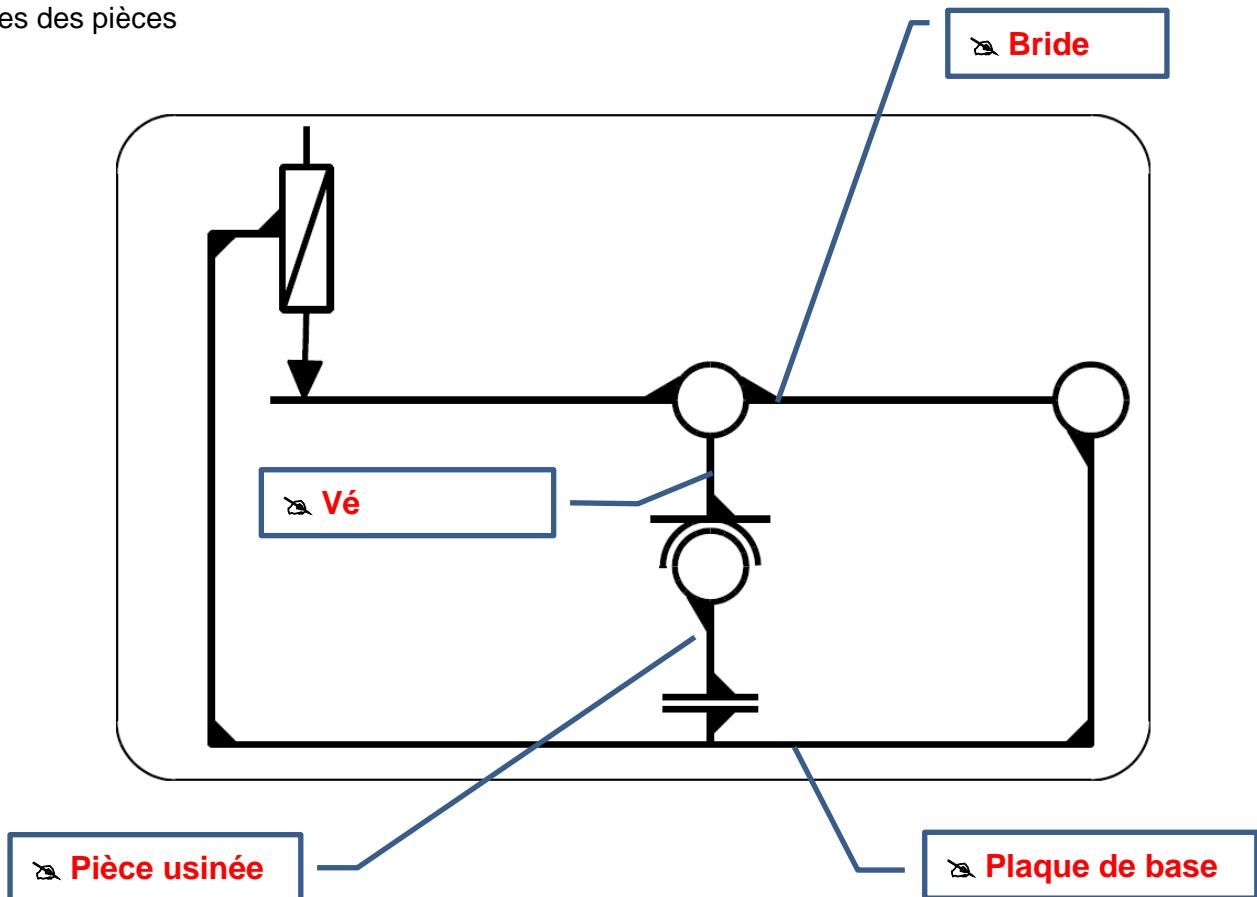 es des pièces
✎ Bride
✎ Vé
✎ Pièce usinée
✎ Plaque de base